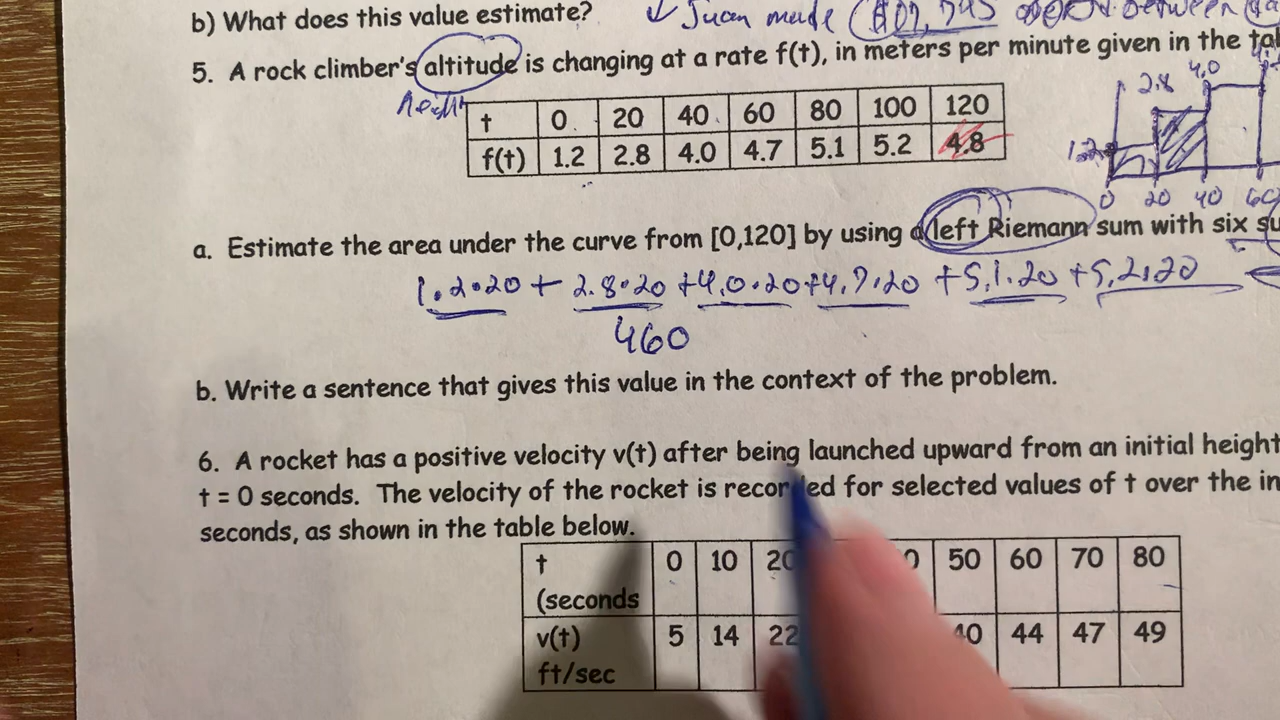 b) What does this value estimate? ↓ Juan made between
5. A rock climber's altitude is changing at a rate f(t), in meters per minute given in the
t 0 20 40 60 80 100 120
f(t) 1.2 2.8 4.0 4.7 5.1 5.2 4.8
2.8 4.0
1.2
0 20 40 60
a. Estimate the area under the curve from [0,120] by using a left Riemann sum with six
1.2•20 + 2.8•20 + 4.0•20 + 4.7•20 + 5.1•20 + 5.2•20
460
b. Write a sentence that gives this value in the context of the problem.
6. A rocket has a positive velocity v(t) after being launched upward from an initial height
t = 0 seconds. The velocity of the rocket is recorded for selected values of t over the
seconds, as shown in the table below.
t 0 10 20 50 60 70 80
(seconds
v(t) 5 14 22 40 44 47 49
ft/sec